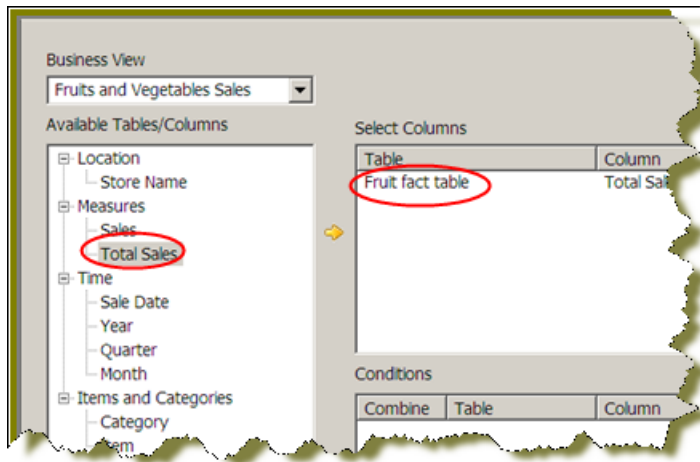 Business View
Fruits and Vegetables Sales
Available Tables/Columns
Location
Store Name
Measures
Sales
Total Sales
Time
Sale Date
Year
Quarter
Month
Items and Categories
Category
Select Columns
Table Column
Fruit fact table Total
Conditions
Combine Table Column